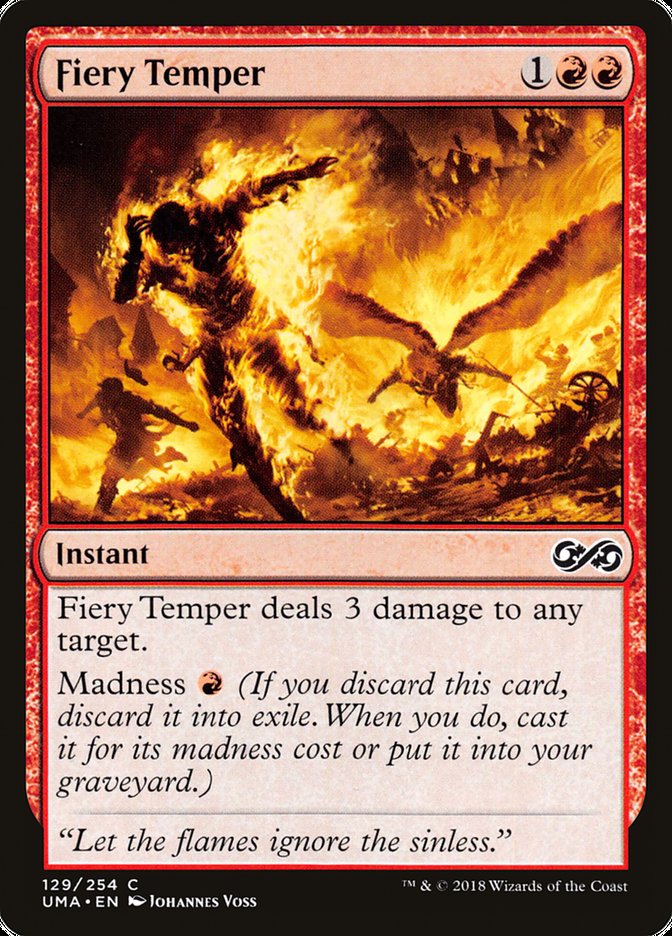 Fiery Temper 1
Instant
Fiery Temper deals 3 damage to any
target.
Madness (If you discard this card,
discard it into exile. When you do, cast
it for its madness cost or put it into your
graveyard.)
“Let the flames ignore the sinless.”
129/254 C ™ & © 2018 Wizards of the Coast
UMA • EN Johannes Voss